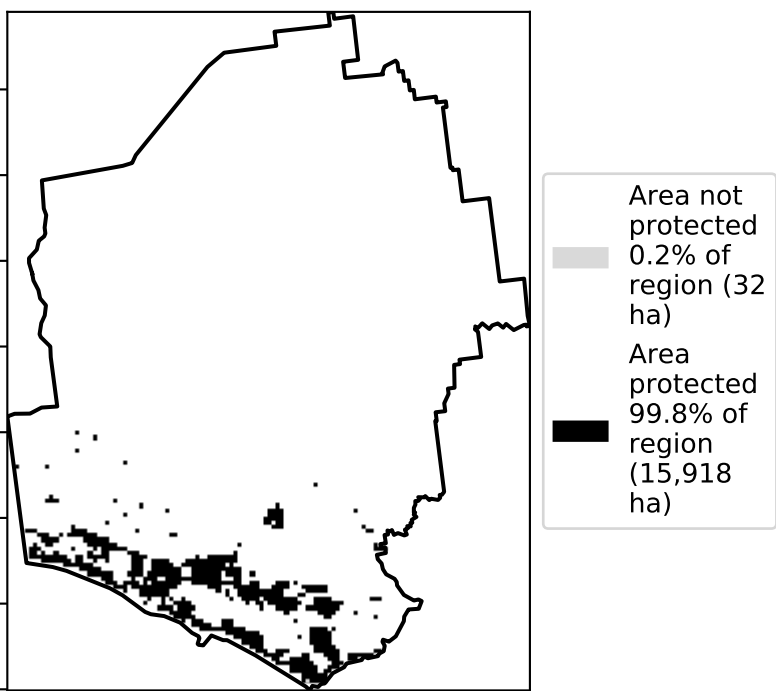 Area not
protected
0.2% of
region (32
ha)
Area
protected
99.8% of
region
(15,918
ha)